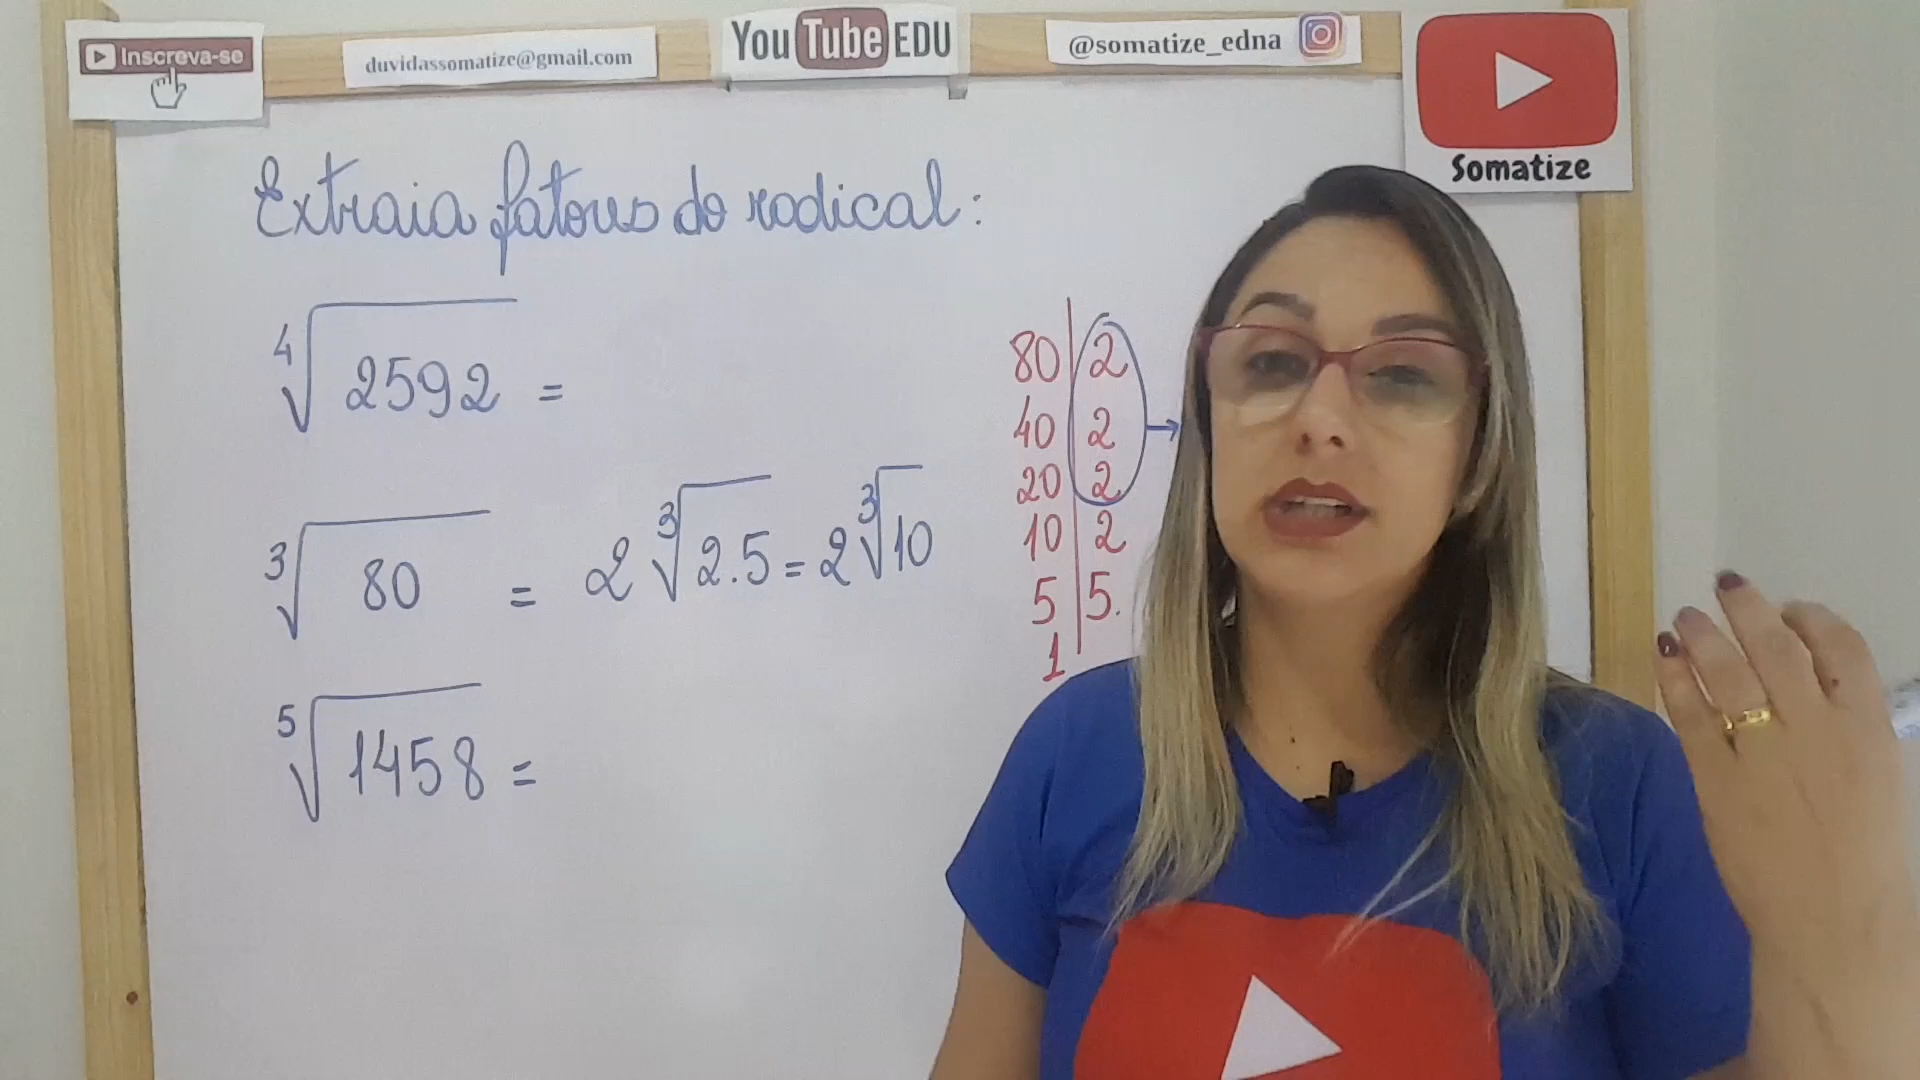 Inscreva-se
duvidassomatize@gmail.com
YouTube EDU
@somatize_edna
Somatize
Extraia fatores do radical:
⁴√2592 =
³√80 = 2 ³√2.5 = 2 ³√10
⁵√1458 =
80 | 2
40 | 2
20 | 2
10 | 2
5 | 5.
1